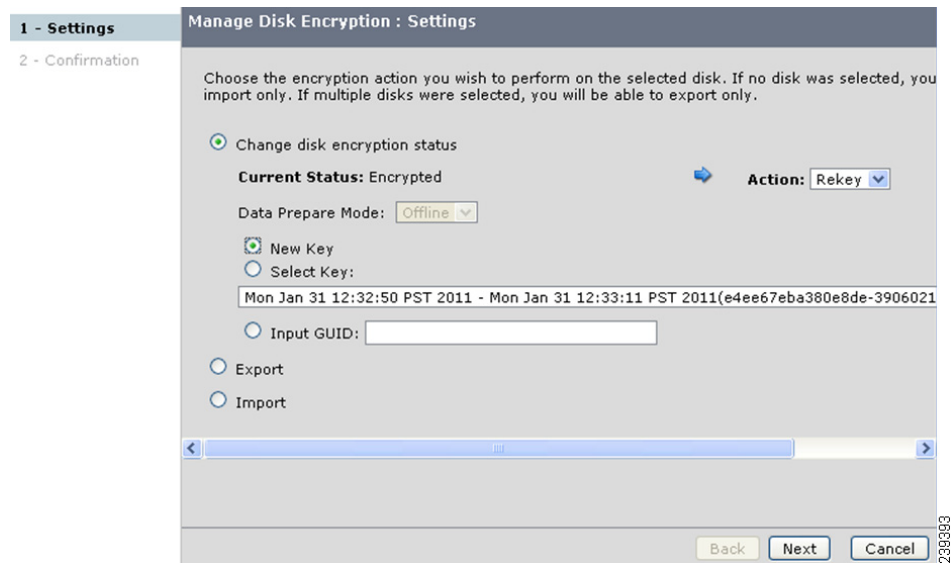 1 - Settings
2 - Confirmation
Manage Disk Encryption : Settings
Choose the encryption action you wish to perform on the selected disk. If no disk was selected, you
import only. If multiple disks were selected, you will be able to export only.
Change disk encryption status
Current Status: Encrypted
Action: Rekey
Data Prepare Mode: Offline
New Key
Select Key:
Mon Jan 31 12:32:50 PST 2011 - Mon Jan 31 12:33:11 PST 2011(e4ee67eba380e8de-3906021
Input GUID:
Export
Import
Back Next Cancel
239393